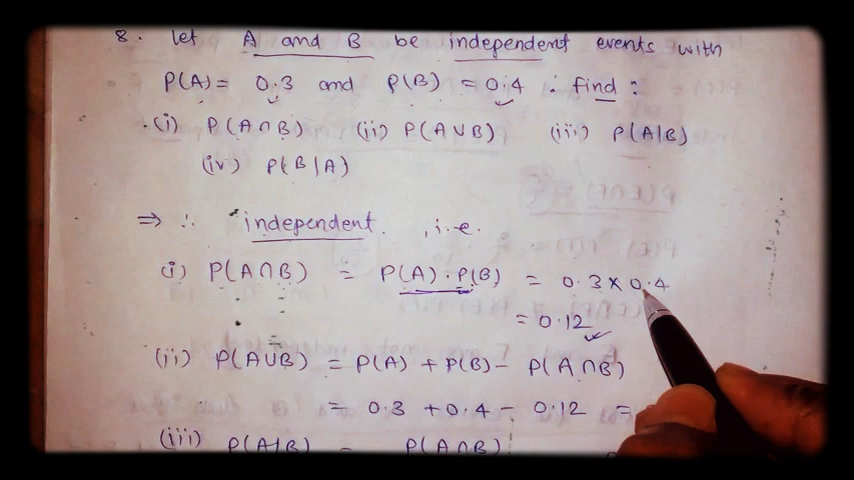 8. let A and B be independent events with
P(A) = 0.3 and P(B) = 0.4 . find :
(i) P(A∩B) (ii) P(A∪B) (iii) P(A|B)
(iv) P(B|A)
⇒ ∴ independent. , i.e.
(i) P(A∩B) = P(A)·P(B) = 0.3 × 0.4
= 0.12
(ii) P(A∪B) = P(A) + P(B) - P(A∩B)
= 0.3 + 0.4 - 0.12 =
(iii) P(A|B) = P(A∩B)